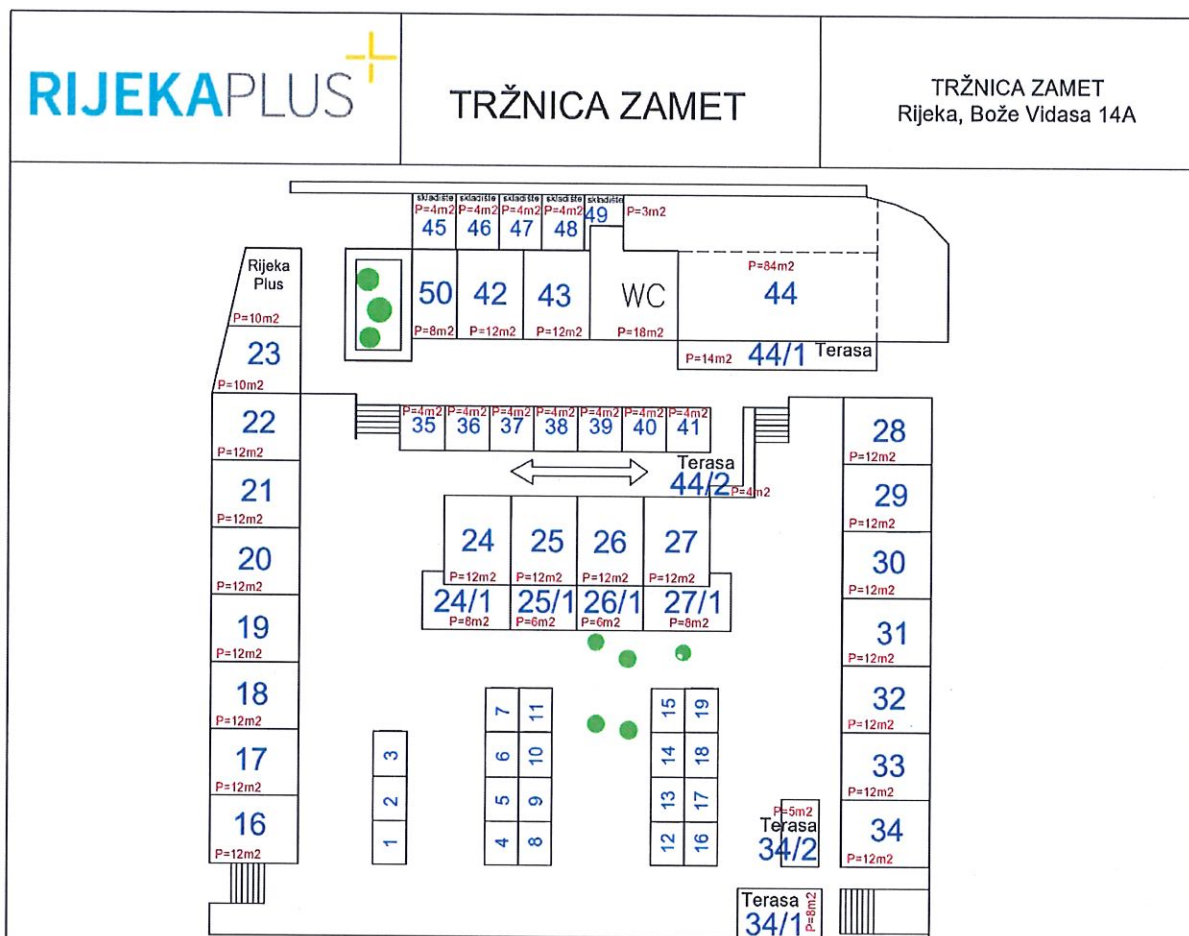 RIJEKAPLUS
TRŽNICA ZAMET
TRŽNICA ZAMET
Rijeka, Bože Vidasa 14A
skladište skladište skladište skladište skladište
P=4m2 P=4m2 P=4m2 P=4m2 P=3m2
45 46 47 48 49
Rijeka
Plus
P=10m2
50 42 43 WC
P=8m2 P=12m2 P=12m2 P=18m2
P=84m2
44
P=14m2 44/1 Terasa
23
P=10m2
P=4m2 P=4m2 P=4m2 P=4m2 P=4m2 P=4m2 P=4m2
35 36 37 38 39 40 41
Terasa
44/2 P=4m2
22
P=12m2
21
P=12m2
20
P=12m2
19
P=12m2
18
P=12m2
17
P=12m2
16
P=12m2
24 25 26 27
P=12m2 P=12m2 P=12m2 P=12m2
24/1 25/1 26/1 27/1
P=8m2 P=6m2 P=6m2 P=8m2
28
P=12m2
29
P=12m2
30
P=12m2
31
P=12m2
32
P=12m2
33
P=12m2
34
P=12m2
3
2
1
7 11
6 10
5 9
4 8
15 19
14 18
13 17
12 16
P=5m2
Terasa
34/2
Terasa
34/1 P=8m2